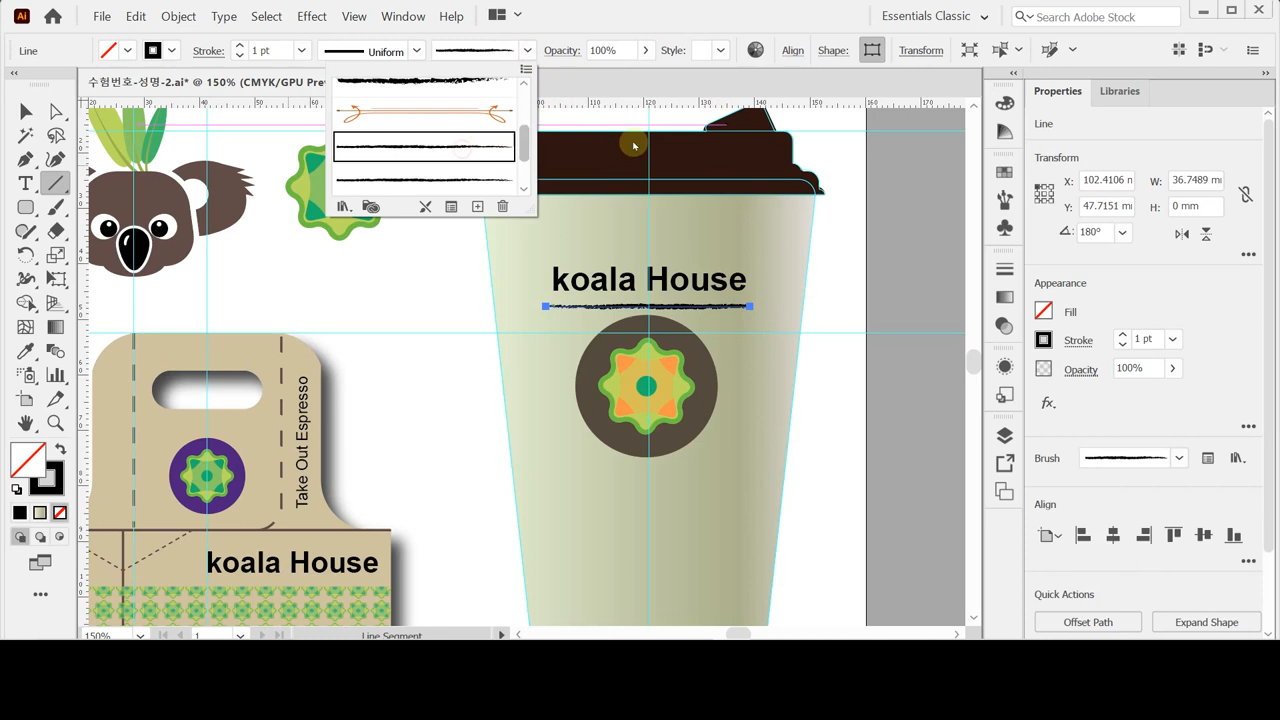 Ai File Edit Object Type Select Effect View Window Help Essentials Classic Search Adobe Stock
Line Stroke: 1 pt Uniform Opacity: 100% Style: Align Shape: Transform
수험번호-성명-2.ai* @ 150% (CMYK/GPU Pre
Properties Libraries
Line
Transform
X: 102.4106 m W: 36.7489 m
Y: 47.7151 m H: 0 mm
180°
Appearance
Fill
Stroke 1 pt
Opacity 100%
fx.
Brush
Align
Quick Actions
Offset Path Expand Shape
koala House
Take Out Espresso
koala House
150% 1 Line Segment